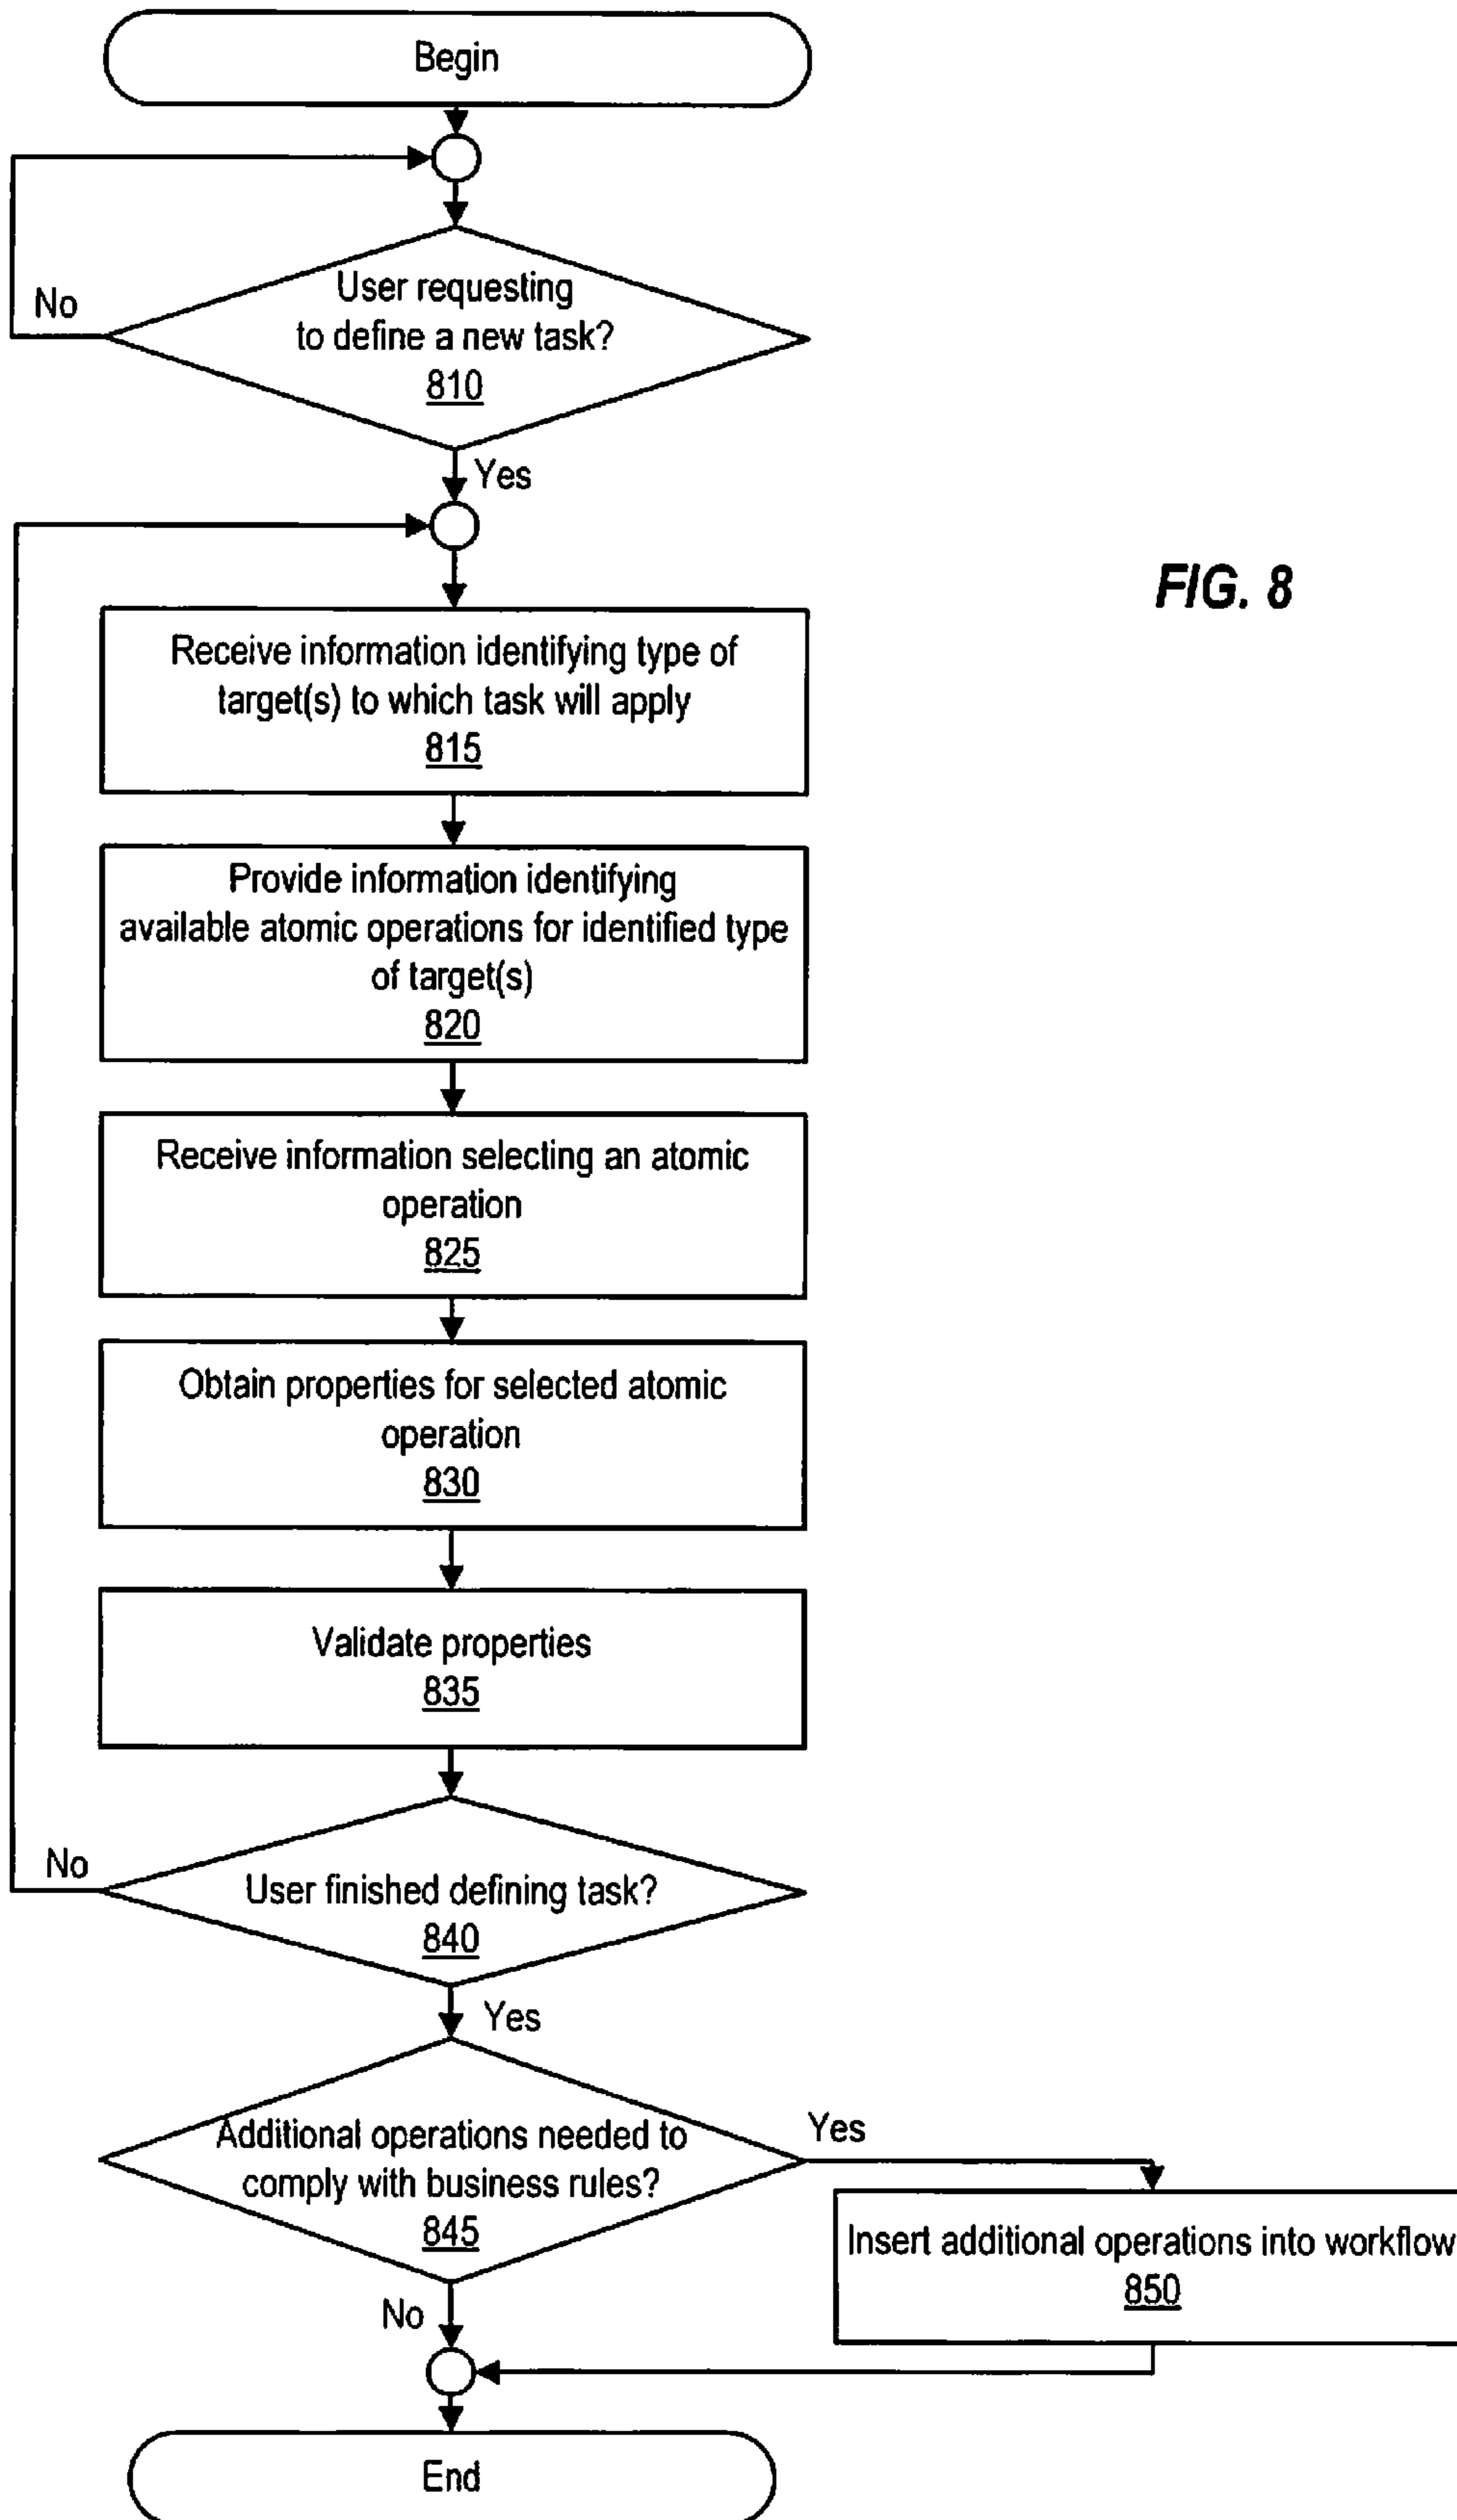 Begin
User requesting
to define a new task?
810
No
Yes
FIG. 8
Receive information identifying type of
target(s) to which task will apply
815
Provide information identifying
available atomic operations for identified type
of target(s)
820
Receive information selecting an atomic
operation
825
Obtain properties for selected atomic
operation
830
Validate properties
835
No
User finished defining task?
840
Yes
Additional operations needed to
comply with business rules?
845
Yes
Insert additional operations into workflow
850
No
End